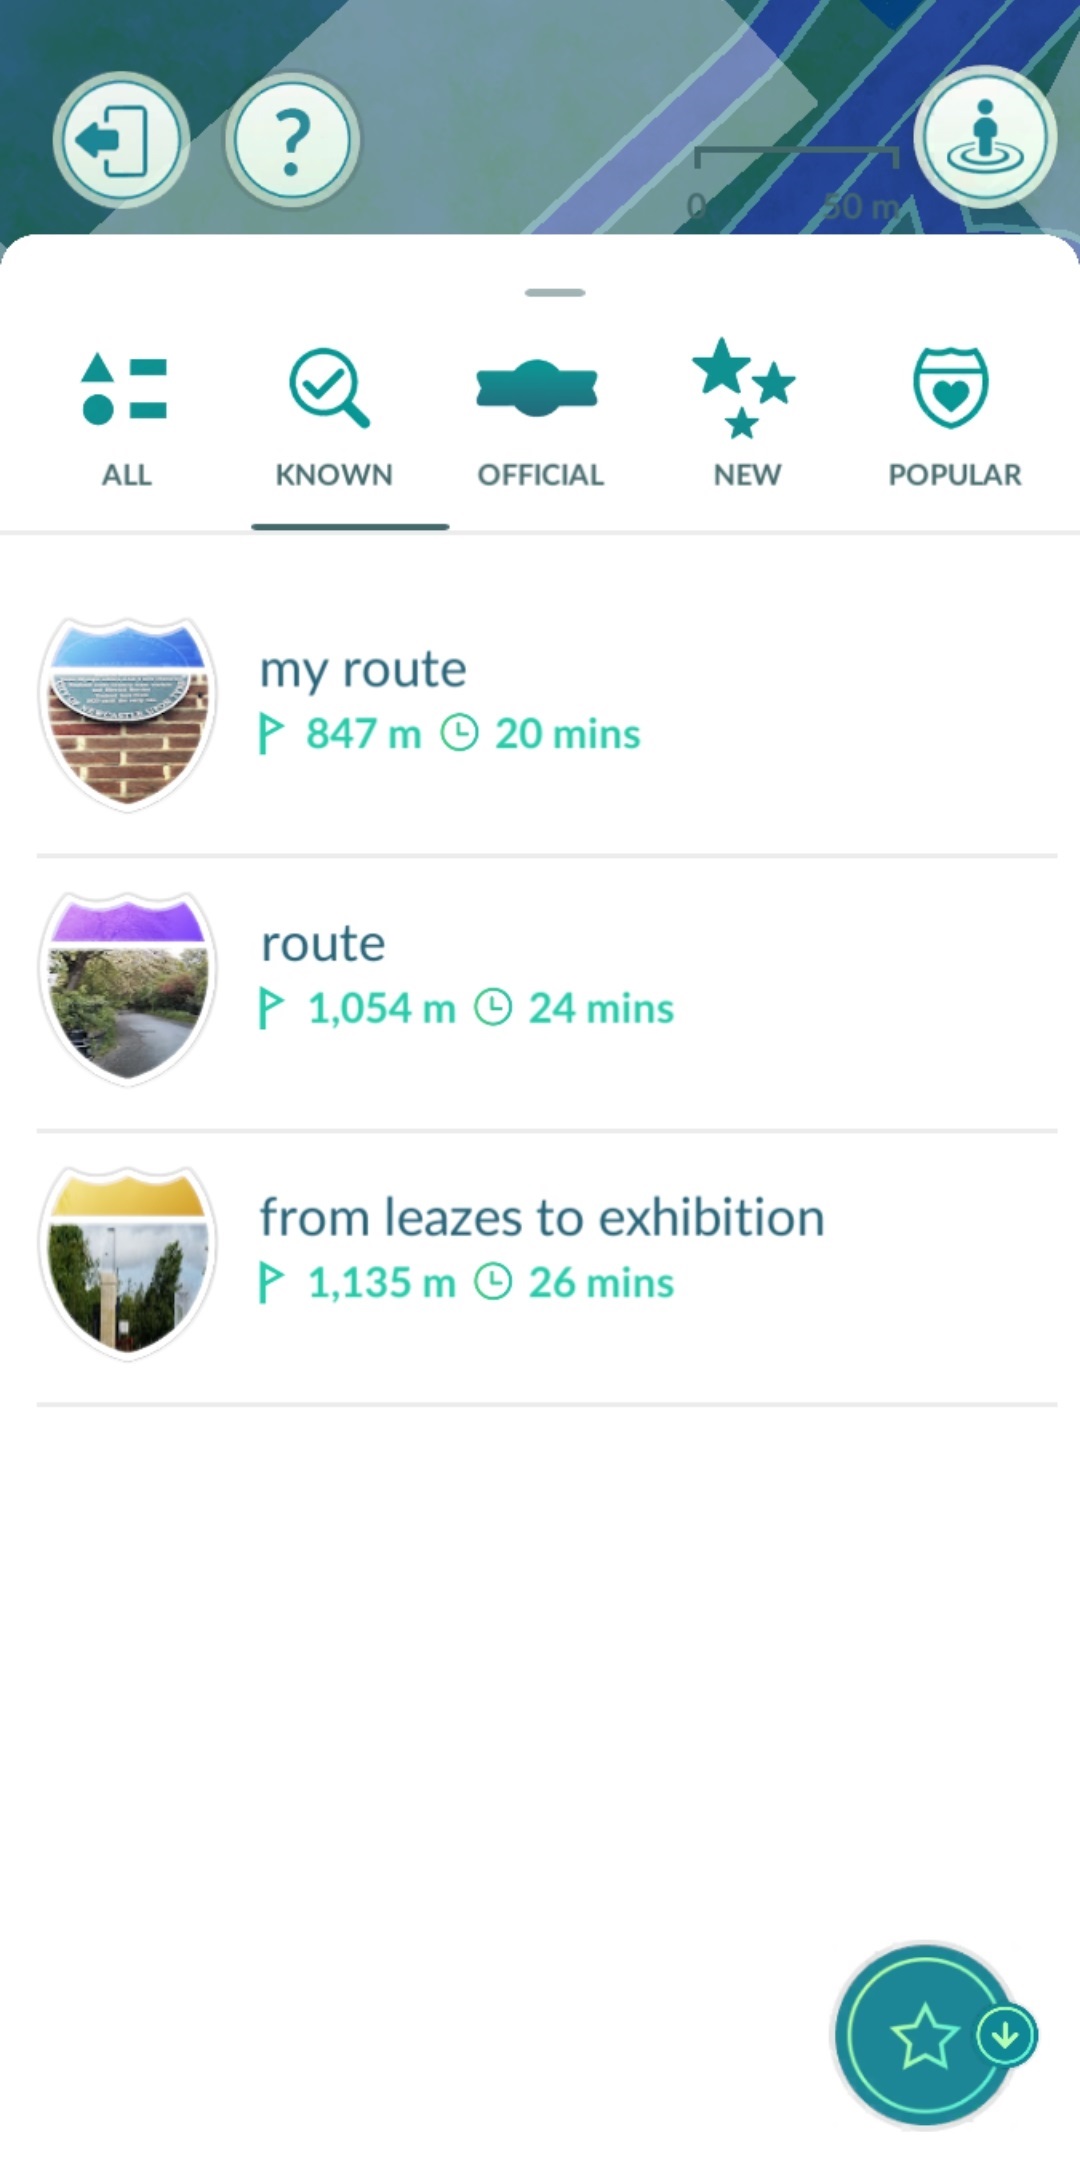 ?
0 50 m
ALL KNOWN OFFICIAL NEW POPULAR
my route
847 m 20 mins
route
1,054 m 24 mins
from leazes to exhibition
1,135 m 26 mins